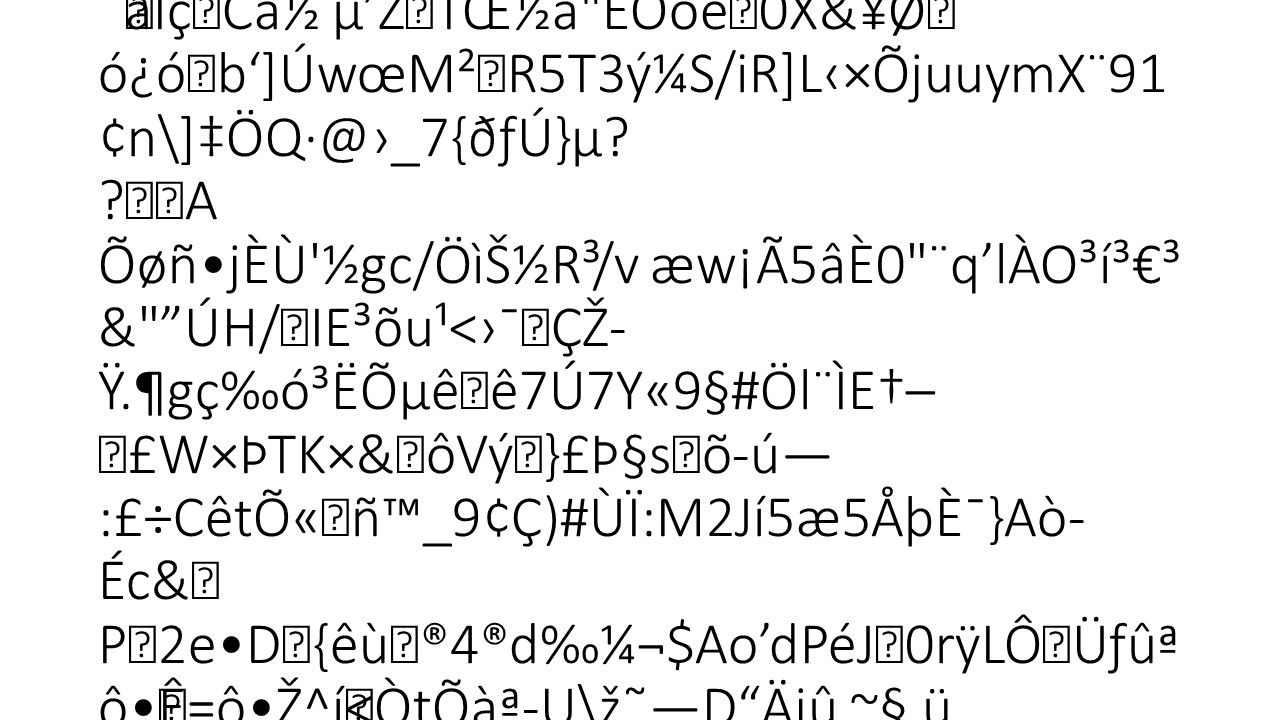 ó¿ó�b‘]ÚwœM²�R5T3ý¼S/iR]L‹×ÕjuuymX¨91
¢n\]‡ÖQ·@›_7{ðƒÚ}µ?
?��A
Õøñ•jÈÙ'½gc/ÖìŠ½R³/v æw¡Ã5âÈ0"¨q’lÀO³í³€³
&"”ÚH/�IE³õu¹<›¯�ÇŽ-
Ÿ.¶gç‰ó³ËÕµê�ê7Ú7Y«9§#Öl¨ÌE†–
�£W×ÞTK×&�ôVý�}£Þ§s�õ-ú—
:£÷CêtÕ«�ñ™_9¢Ç)#ÙÏ:M2Jí5æ5ÅþÈ¯}Aò-
Éc&�
P�2e•D�{êù�®4®d‰¼¬$Ao’dPéJ�0rÿLÔ�Üƒûª